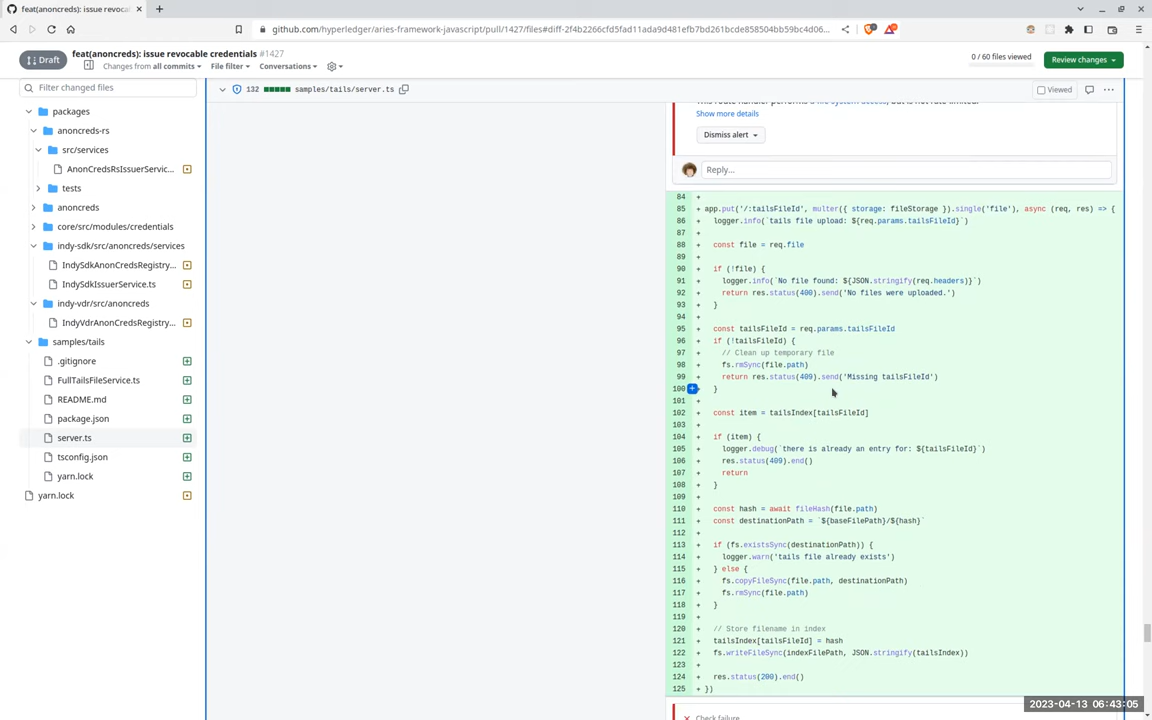 feat(anoncreds): issue revocable cre
github.com/hyperledger/aries-framework-javascript/pull/1427/files#diff-2f4b2266cfd5fad11ada9d481efb7bd261bcde858504bb59bc4d06...
Draft
feat(anoncreds): issue revocable credentials #1427
Changes from all commits
File filter
Conversations
0 / 60 files viewed
Review changes
Filter changed files
packages
anoncreds-rs
src/services
AnonCredsRsIssuerServic...
tests
anoncreds
core/src/modules/credentials
indy-sdk/src/anoncreds/services
IndySdkAnonCredsRegistry...
IndySdkIssuerService.ts
indy-vdr/src/anoncreds
IndyVdrAnonCredsRegistry...
samples/tails
.gitignore
FullTailsFileService.ts
README.md
package.json
server.ts
tsconfig.json
yarn.lock
yarn.lock
132 samples/tails/server.ts
Viewed
This route handler performs a file system access, but is not rate-limited.
Show more details
Dismiss alert
Reply...
84 +
85 + app.put('/:tailsFileId', multer({ storage: fileStorage }).single('file'), async (req, res) => {
86 + logger.info(`tails file upload: ${req.params.tailsFileId}`)
87 +
88 + const file = req.file
89 +
90 + if (!file) {
91 + logger.info(`No file found: ${JSON.stringify(req.headers)}`)
92 + return res.status(400).send('No files were uploaded.')
93 + }
94 +
95 + const tailsFileId = req.params.tailsFileId
96 + if (!tailsFileId) {
97 + // Clean up temporary file
98 + fs.rmSync(file.path)
99 + return res.status(409).send('Missing tailsFileId')
100 + }
101 +
102 + const item = tailsIndex[tailsFileId]
103 +
104 + if (item) {
105 + logger.debug(`there is already an entry for: ${tailsFileId}`)
106 + res.status(409).end()
107 + return
108 + }
109 +
110 + const hash = await fileHash(file.path)
111 + const destinationPath = `${baseFilePath}/${hash}`
112 +
113 + if (fs.existsSync(destinationPath)) {
114 + logger.warn('tails file already exists')
115 + } else {
116 + fs.copyFileSync(file.path, destinationPath)
117 + fs.rmSync(file.path)
118 + }
119 +
120 + // Store filename in index
121 + tailsIndex[tailsFileId] = hash
122 + fs.writeFileSync(indexFilePath, JSON.stringify(tailsIndex))
123 +
124 + res.status(200).end()
125 + })
Check failure
2023-04-13 06:43:05